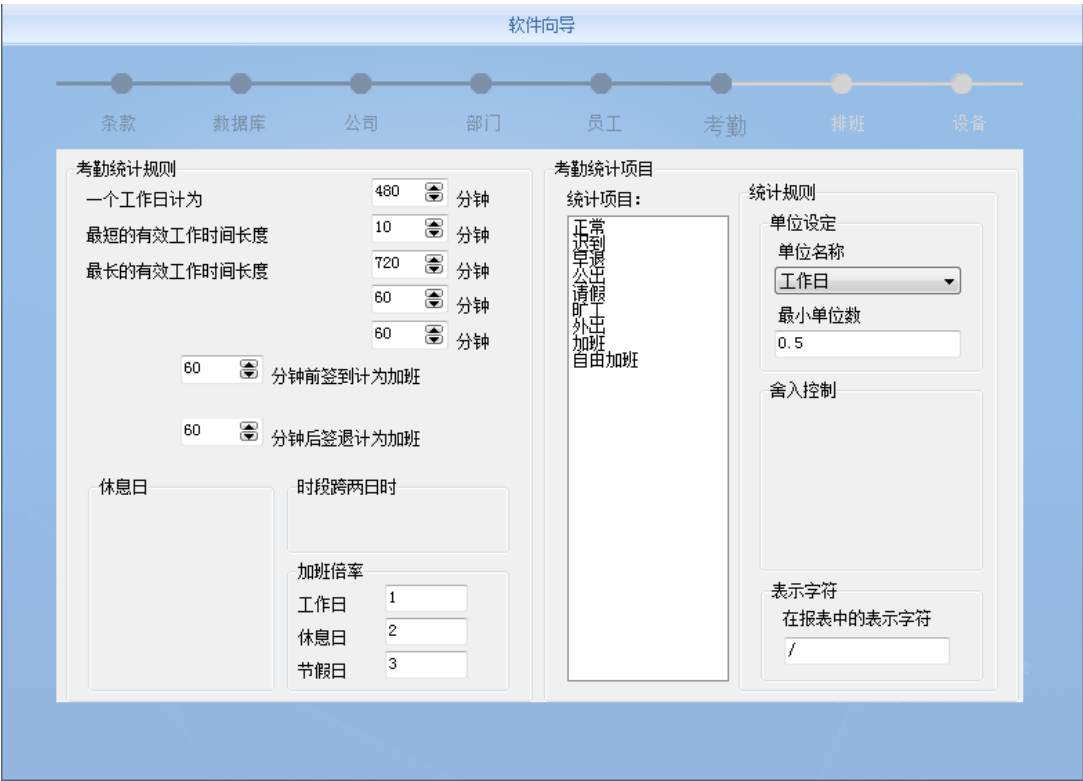 软件向导
条款 数据库 公司 部门 员工 考勤 排班 设备
考勤统计规则
一个工作日计为 480 分钟
最短的有效工作时间长度 10 分钟
最长的有效工作时间长度 720 分钟
60 分钟
60 分钟
60 分钟前签到计为加班
60 分钟后签退计为加班
休息日
时段跨两日时
加班倍率
工作日 1
休息日 2
节假日 3
考勤统计项目
统计项目:
正常
迟到
早退
公出
请假
旷工
外出
加班
自由加班
统计规则
单位设定
单位名称
工作日
最小单位数
0.5
舍入控制
表示字符
在报表中的表示字符
/